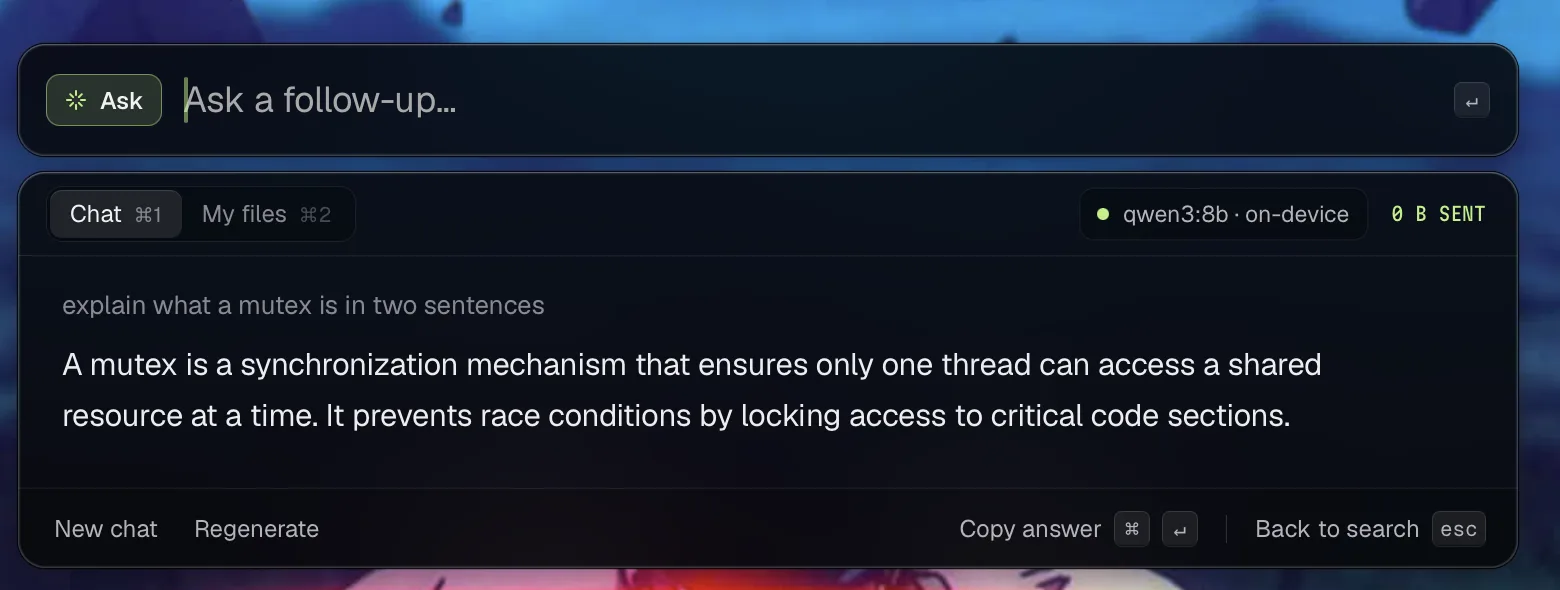 Ask
Ask a follow-up...
↵
Chat ⌘1 My files ⌘2
qwen3:8b · on-device 0 B SENT
explain what a mutex is in two sentences
A mutex is a synchronization mechanism that ensures only one thread can access a shared
resource at a time. It prevents race conditions by locking access to critical code sections.
New chat Regenerate
Copy answer ⌘ ↵ Back to search esc